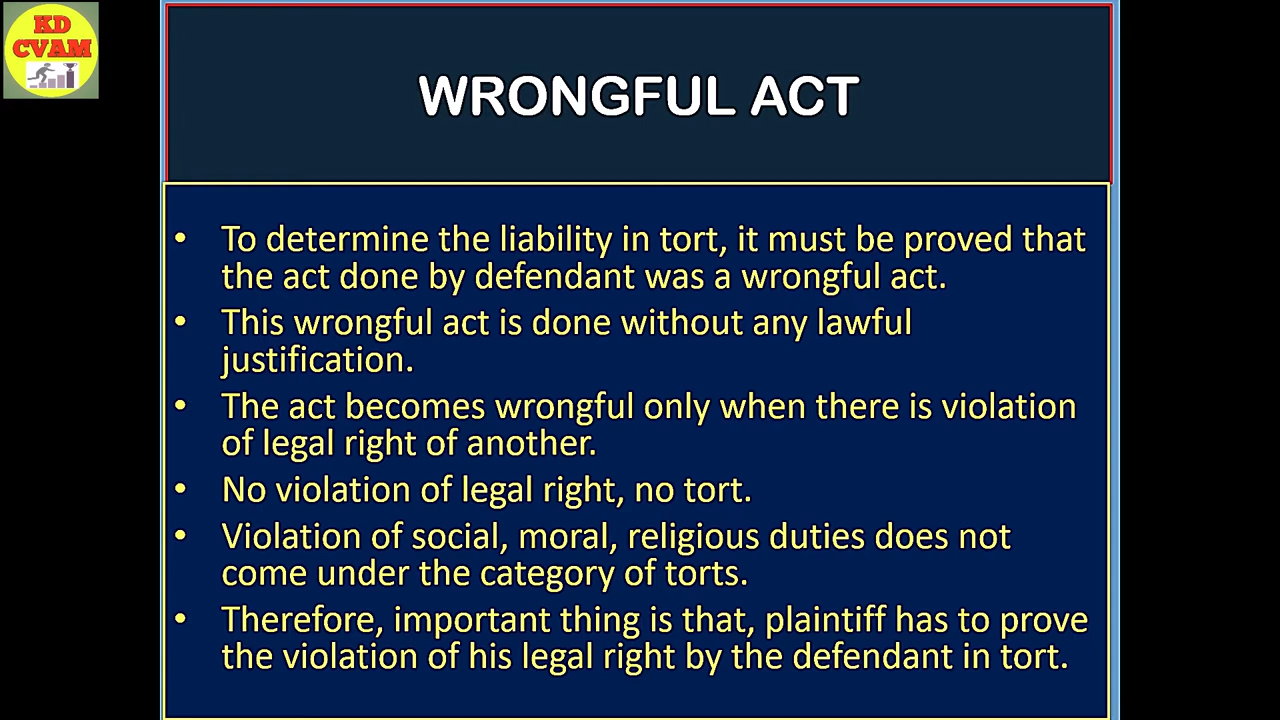 KD
CVAM
WRONGFUL ACT
• To determine the liability in tort, it must be proved that
the act done by defendant was a wrongful act.
• This wrongful act is done without any lawful
justification.
• The act becomes wrongful only when there is violation
of legal right of another.
• No violation of legal right, no tort.
• Violation of social, moral, religious duties does not
come under the category of torts.
• Therefore, important thing is that, plaintiff has to prove
the violation of his legal right by the defendant in tort.